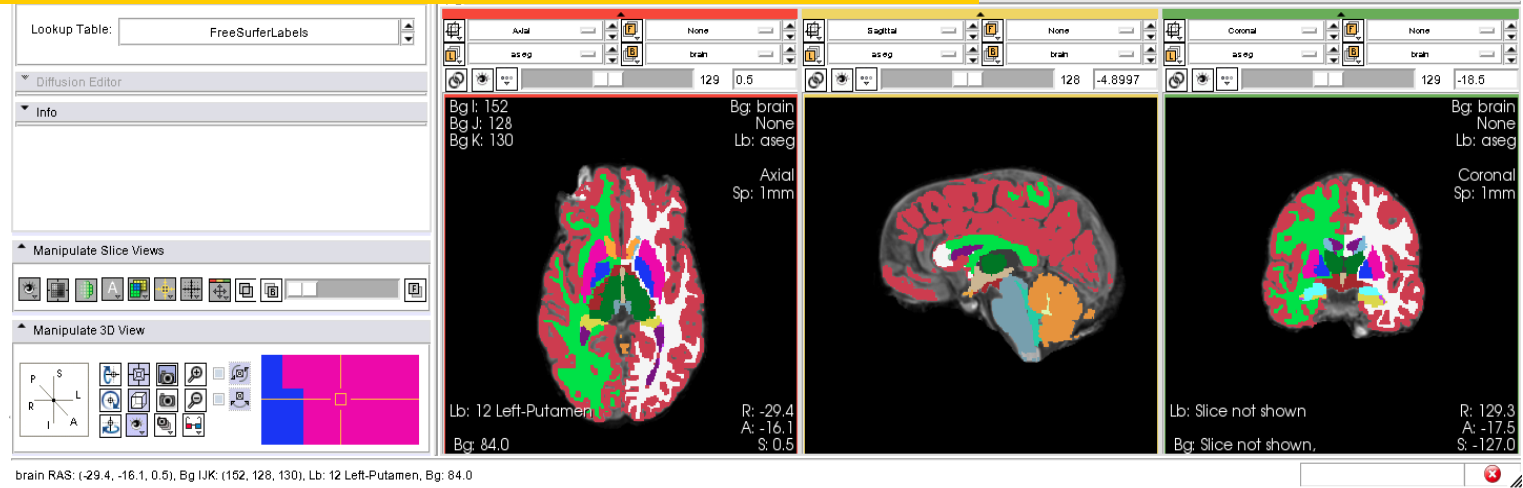 Lookup Table: FreeSurferLabels
Diffusion Editor
Info
Manipulate Slice Views
A B F
Manipulate 3D View
P S
R L
I A
Axial F None
L aseg B brain
129 0.5
Bg I: 152
Bg J: 128
Bg K: 130
Bg: brain
None
Lb: aseg
Axial
Sp: 1mm
Lb: 12 Left-Putamen
Bg: 84.0
R: -29.4
A: -16.1
S: 0.5
Sagittal F None
L aseg B brain
128 -4.8997
Coronal F None
L aseg B brain
129 -18.5
Bg: brain
None
Lb: aseg
Coronal
Sp: 1mm
Lb: Slice not shown
Bg: Slice not shown,
R: 129.3
A: -17.5
S: -127.0
brain RAS: (-29.4, -16.1, 0.5), Bg IJK: (152, 128, 130), Lb: 12 Left-Putamen, Bg: 84.0